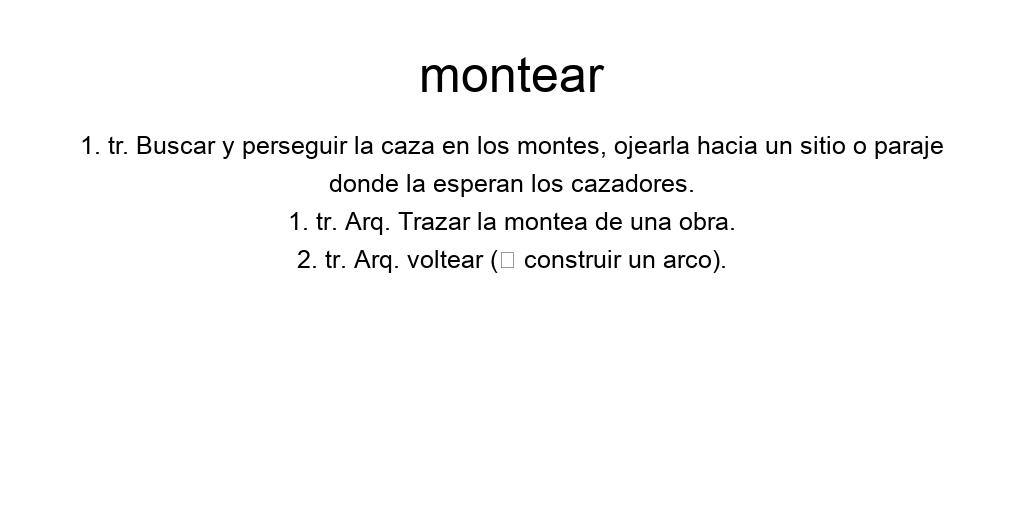 montear
1. tr. Buscar y perseguir la caza en los montes, ojearla hacia un sitio o paraje
donde la esperan los cazadores.
1. tr. Arq. Trazar la montea de una obra.
2. tr. Arq. voltear (▯ construir un arco).